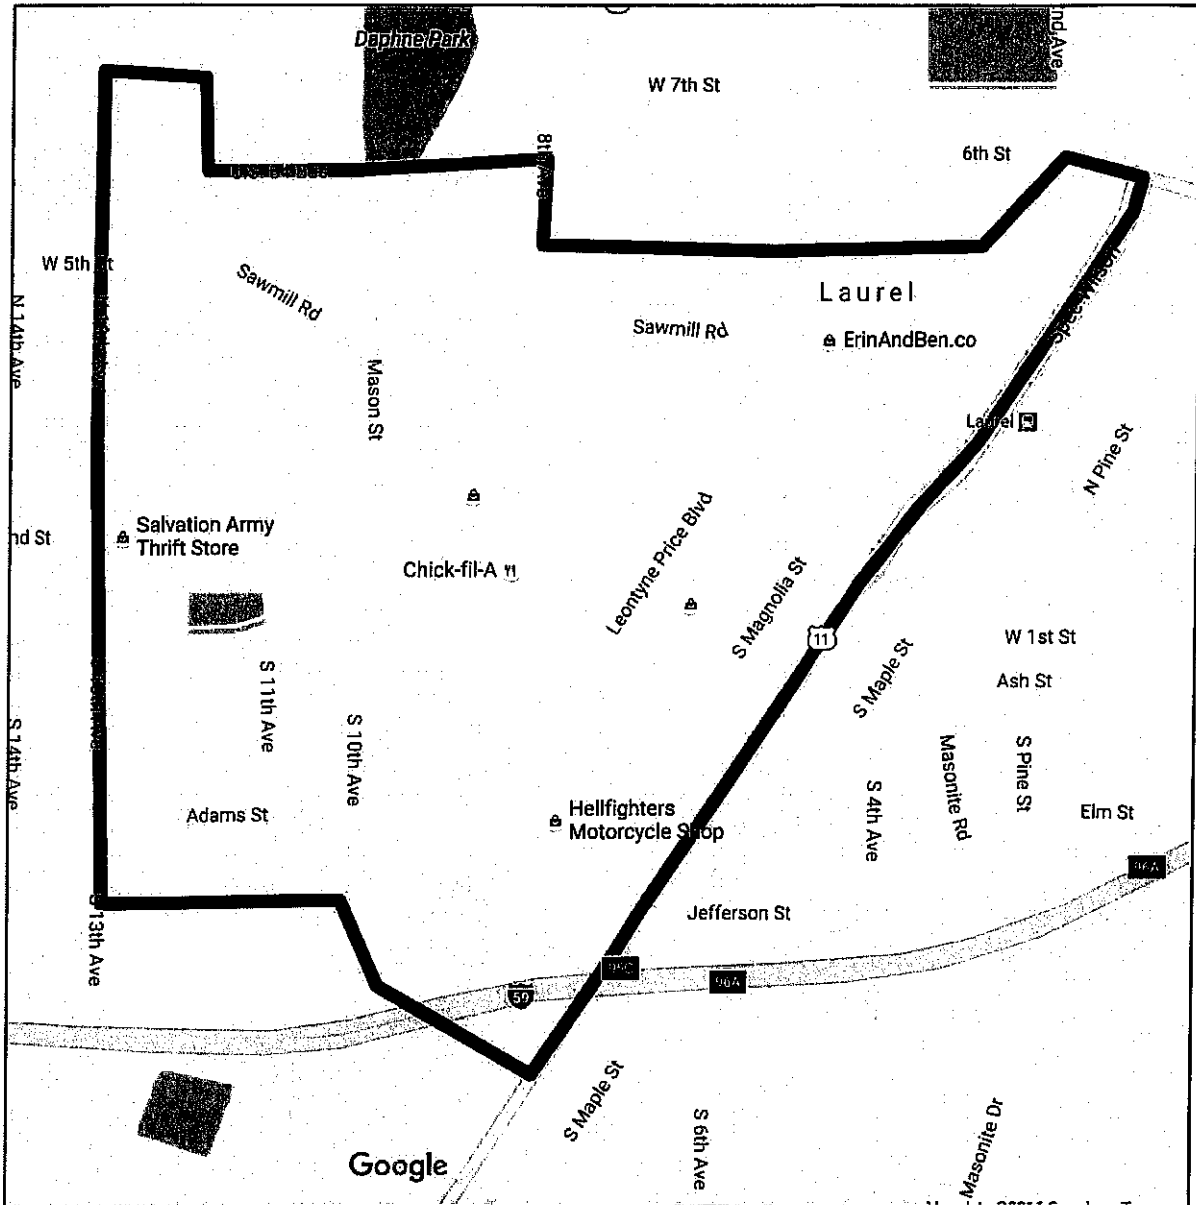 Daphne Park
W 7th St
nd Ave
6th St
W 5th St
Sawmill Rd
Laurel
Sawmill Rd
ErinAndBen.co
N 14th Ave
Mason St
Laurel
N Pine St
Salvation Army
Thrift Store
nd St
Chick-fil-A
Leontyne Price Blvd
S Magnolia St
11
W 1st St
S Maple St
Ash St
S 11th Ave
S 10th Ave
S 14th Ave
Masonite Rd
S Pine St
S 4th Ave
Adams St
Hellfighters
Motorcycle Shop
Elm St
96A
Jefferson St
S 13th Ave
95C
96A
59
S Maple St
S 6th Ave
Masonite Dr
Google